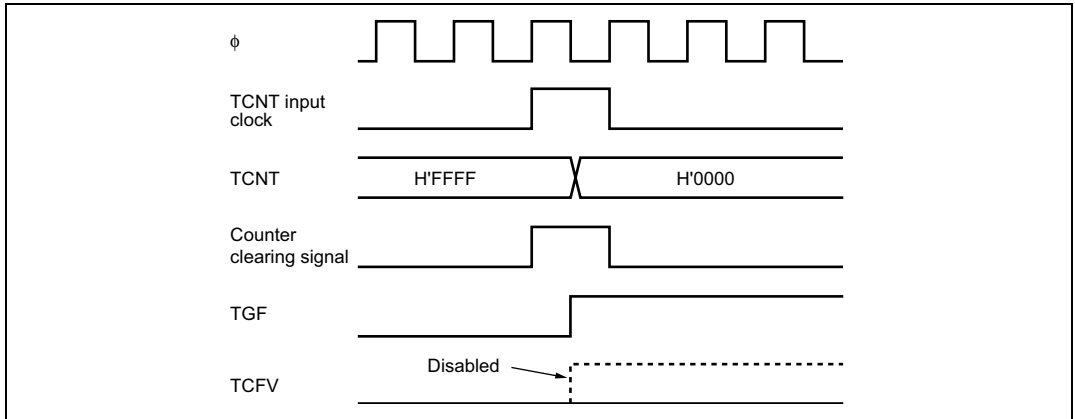 ϕ
TCNT input
clock
TCNT
H'FFFF
H'0000
Counter
clearing signal
TGF
Disabled
TCFV